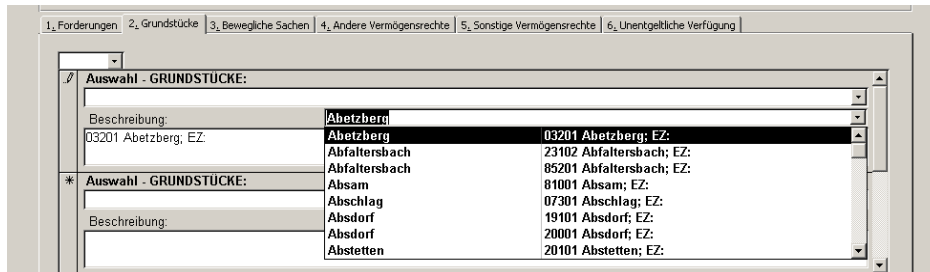 1. Forderungen 2. Grundstücke 3. Bewegliche Sachen 4. Andere Vermögensrechte 5. Sonstige Vermögensrechte 6. Unentgeltliche Verfügung
Auswahl - GRUNDSTÜCKE:
Beschreibung: Abetzberg
03201 Abetzberg; EZ:
Abetzberg 03201 Abetzberg; EZ:
Abfaltersbach 23102 Abfaltersbach; EZ:
Abfaltersbach 85201 Abfaltersbach; EZ:
* Auswahl - GRUNDSTÜCKE:
Absam 81001 Absam; EZ:
Abschlag 07301 Abschlag; EZ:
Beschreibung:
Absdorf 19101 Absdorf; EZ:
Absdorf 20001 Absdorf; EZ:
Abstetten 20101 Abstetten; EZ: